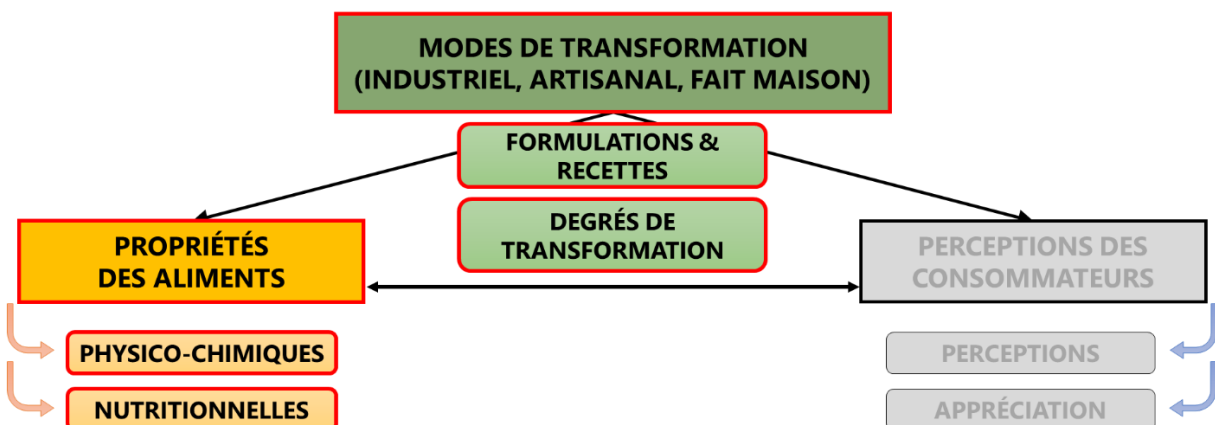 MODES DE TRANSFORMATION
(INDUSTRIEL, ARTISANAL, FAIT MAISON)
FORMULATIONS &
RECETTES
DEGRÉS DE
TRANSFORMATION
PROPRIÉTÉS
DES ALIMENTS
PERCEPTIONS DES
CONSOMMATEURS
PHYSICO-CHIMIQUES
PERCEPTIONS
NUTRITIONNELLES
APPRÉCIATION